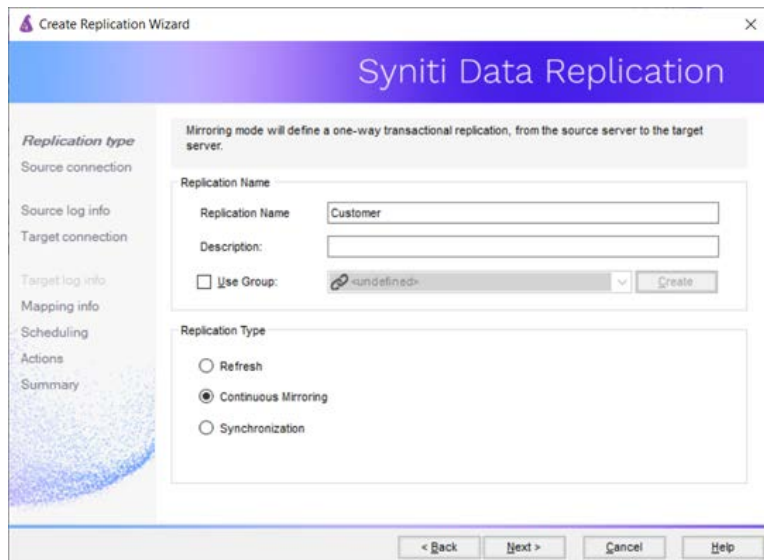 Create Replication Wizard
Syniti Data Replication
Replication type
Source connection
Source log info
Target connection
Target log info
Mapping info
Scheduling
Actions
Summary
Mirroring mode will define a one-way transactional replication, from the source server to the target
server.
Replication Name
Replication Name
Customer
Description:
Use Group:
<undefined>
Create
Replication Type
Refresh
Continuous Mirroring
Synchronization
< Back
Next >
Cancel
Help